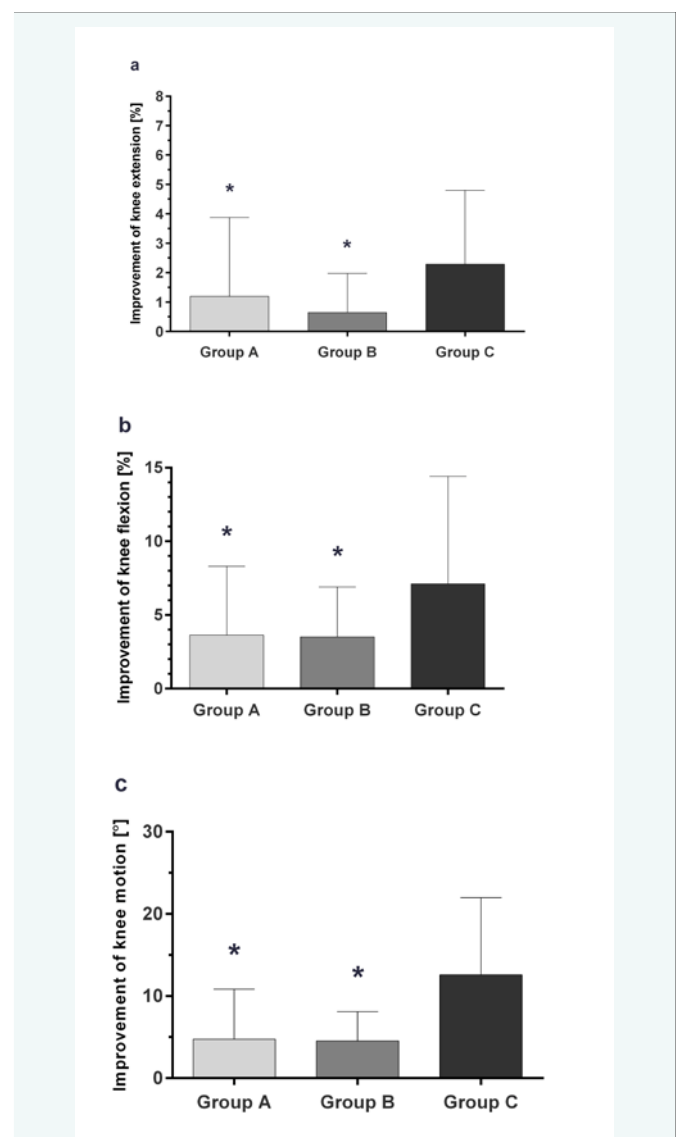 a
Improvement of knee extension [%]
8
7
6
5
4
3
2
1
0
*
*
Group A Group B Group C
b
Improvement of knee flexion [%]
15
10
5
0
*
*
Group A Group B Group C
c
Improvement of knee motion [°]
30
20
10
0
*
*
Group A Group B Group C